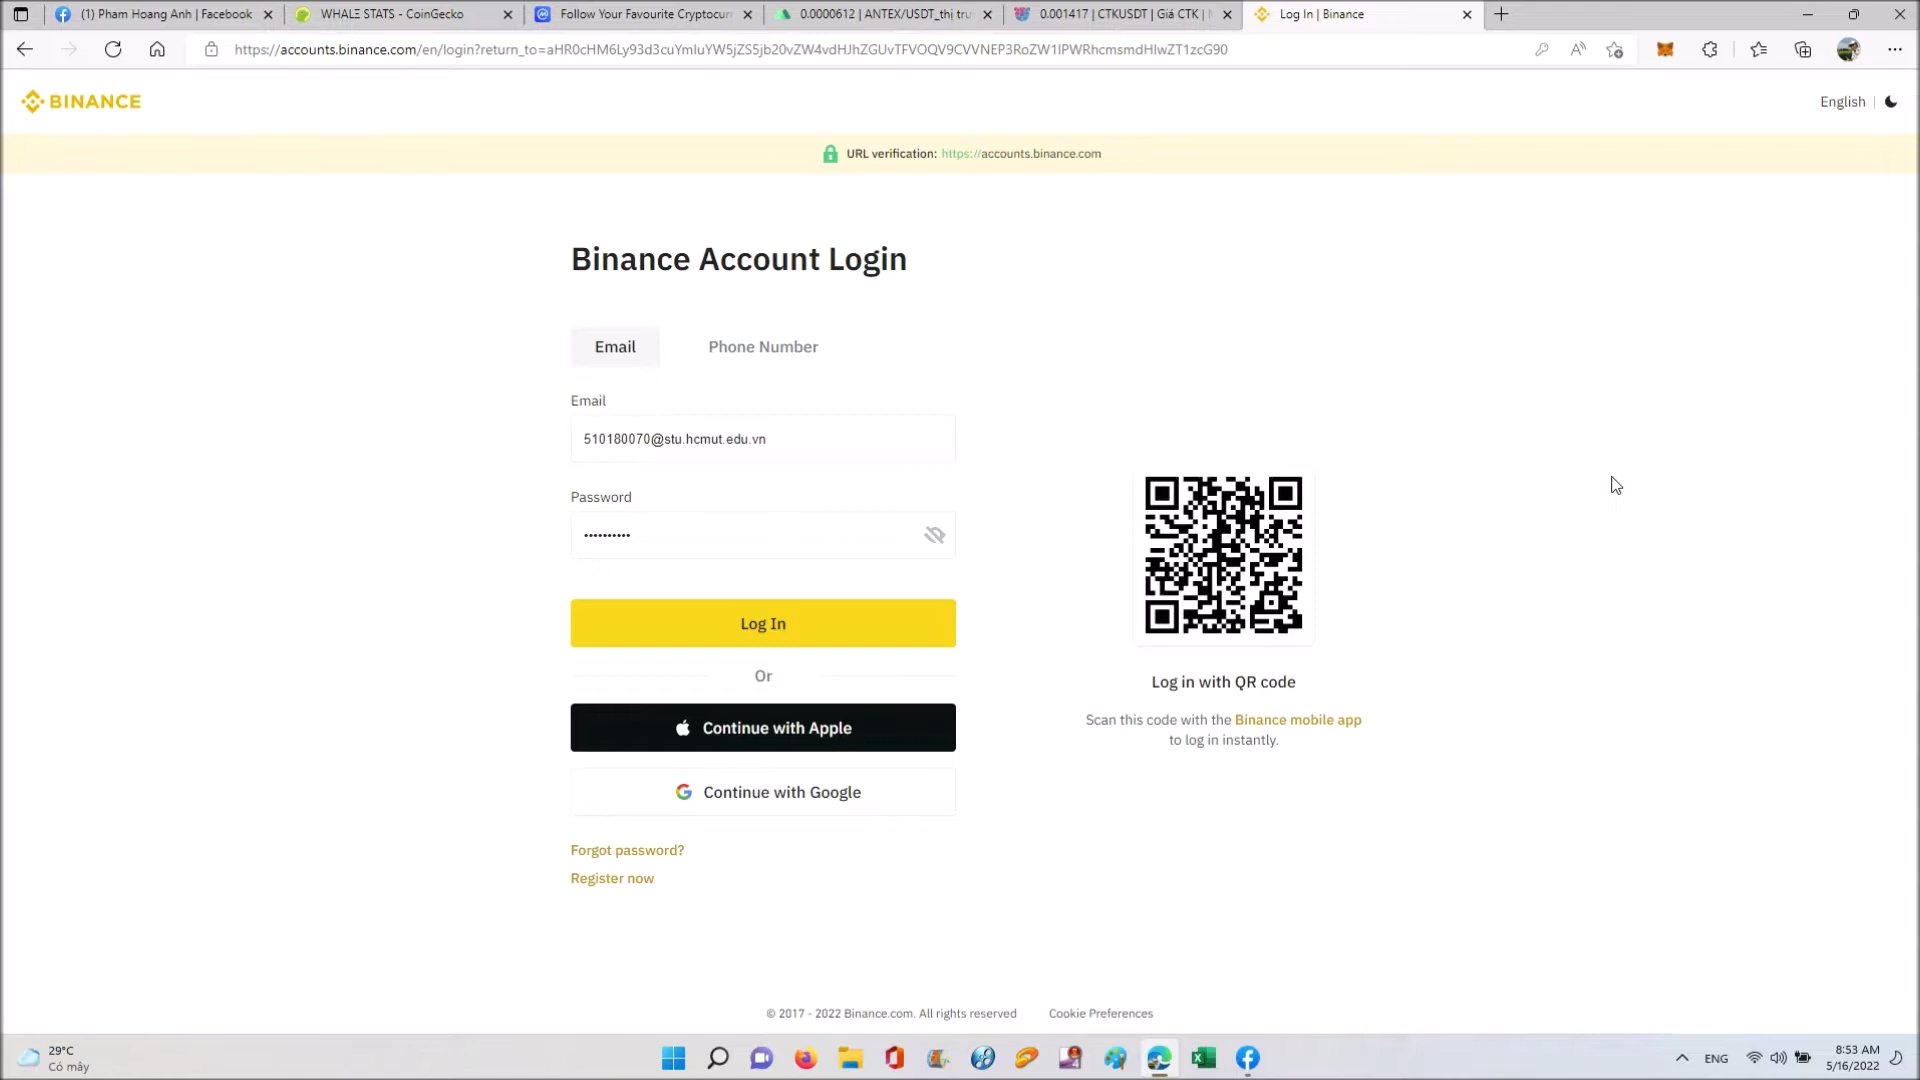 (1) Pham Hoang Anh | Facebook
WHALΞ STATS - CoinGecko
Follow Your Favourite Cryptocur
0.0000612 | ANTEX/USDT_thị trư
0.001417 | CTKUSDT | Giá CTK |
Log In | Binance
https://accounts.binance.com/en/login?return_to=aHR0cHM6Ly93d3cuYmluYW5jZS5jb20vZW4vdHJhZGUvTFVOQV9CVVNEP3RoZW1lPWRhcmsmdHlwZT1zcG90
BINANCE
English
URL verification: https://accounts.binance.com
Binance Account Login
Email
Phone Number
Email
510180070@stu.hcmut.edu.vn
Password
••••••••••
Log In
Or
Continue with Apple
Continue with Google
Forgot password?
Register now
Log in with QR code
Scan this code with the Binance mobile app
to log in instantly.
© 2017 - 2022 Binance.com. All rights reserved
Cookie Preferences
29°C
Có mây
ENG
8:53 AM
5/16/2022